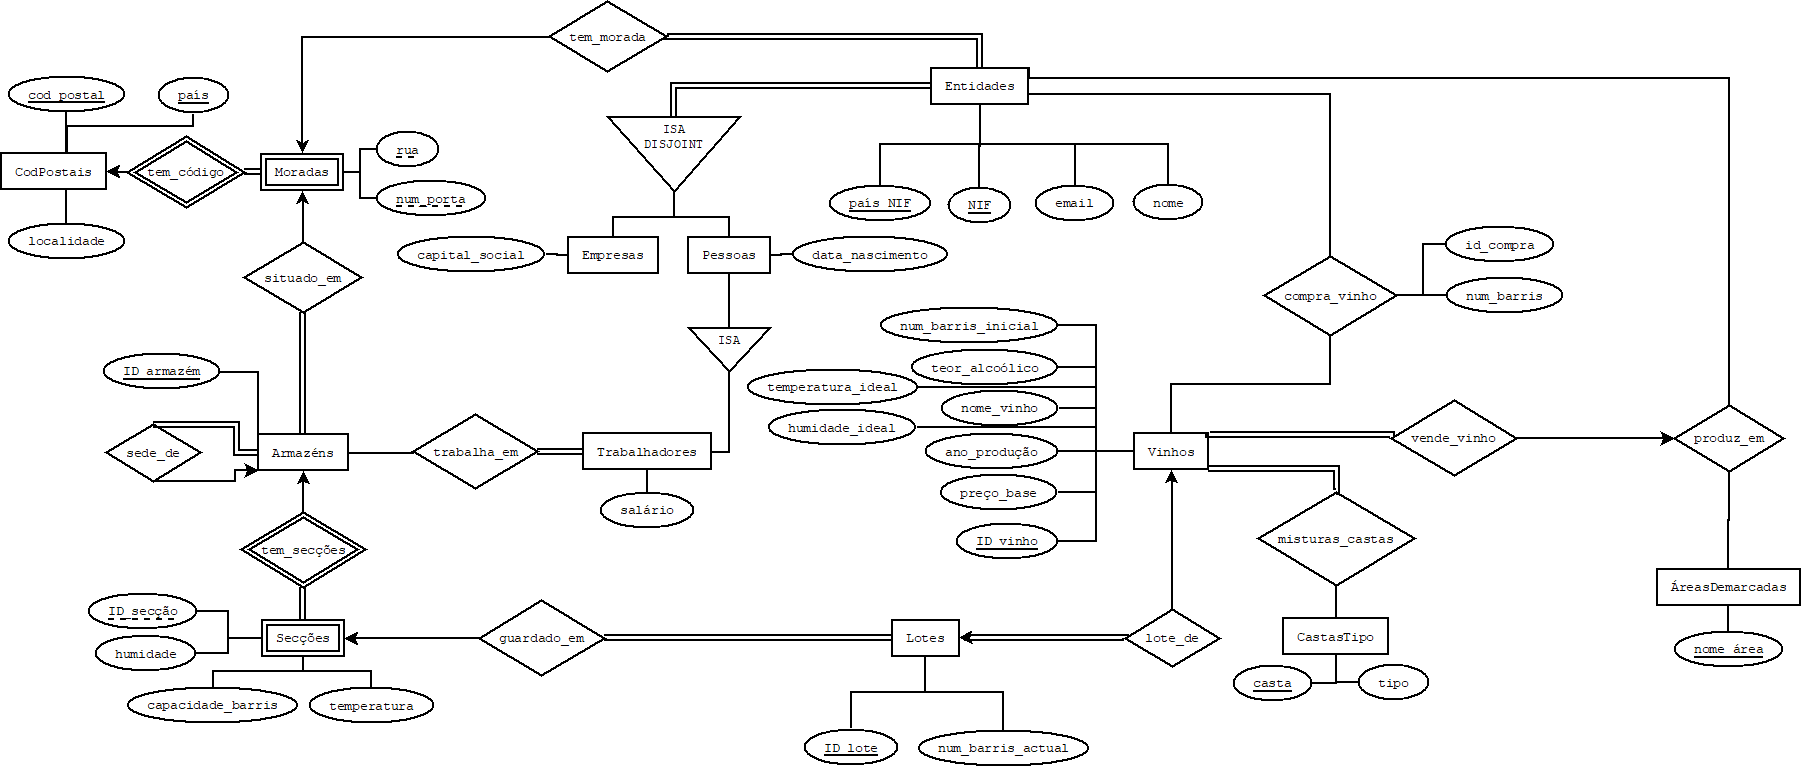 tem_morada
Entidades
cod_postal
país
ISA
DISJOINT
rua
CodPostais
tem_código
Moradas
num_porta
país_NIF
NIF
email
nome
localidade
capital_social
Empresas
Pessoas
data_nascimento
id_compra
situado_em
compra_vinho
num_barris
num_barris_inicial
ISA
teor_alcoólico
ID_armazém
temperatura_ideal
nome_vinho
humidade_ideal
sede_de
Armazéns
trabalha_em
Trabalhadores
ano_produção
Vinhos
vende_vinho
produz_em
preço_base
salário
tem_secções
ID_vinho
misturas_castas
ÁreasDemarcadas
ID_secção
Secções
guardado_em
Lotes
lote_de
CastasTipo
humidade
nome_área
casta
tipo
capacidade_barris
temperatura
ID_lote
num_barris_actual